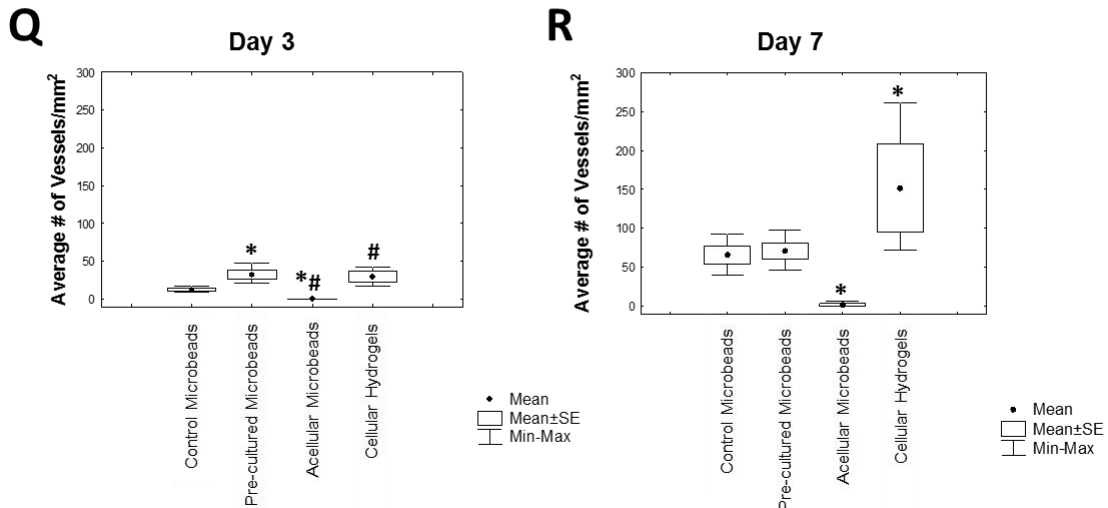 Q
Day 3
Average # of Vessels/mm²
300
250
200
150
100
50
0
*
*#
#
Control Microbeads
Pre-cultured Microbeads
Acellular Microbeads
Cellular Hydrogels
Mean
Mean±SE
Min-Max
R
Day 7
Average # of Vessels/mm²
300
250
200
150
100
50
0
*
*
Control Microbeads
Pre-cultured Microbeads
Acellular Microbeads
Cellular Hydrogels
Mean
Mean±SE
Min-Max